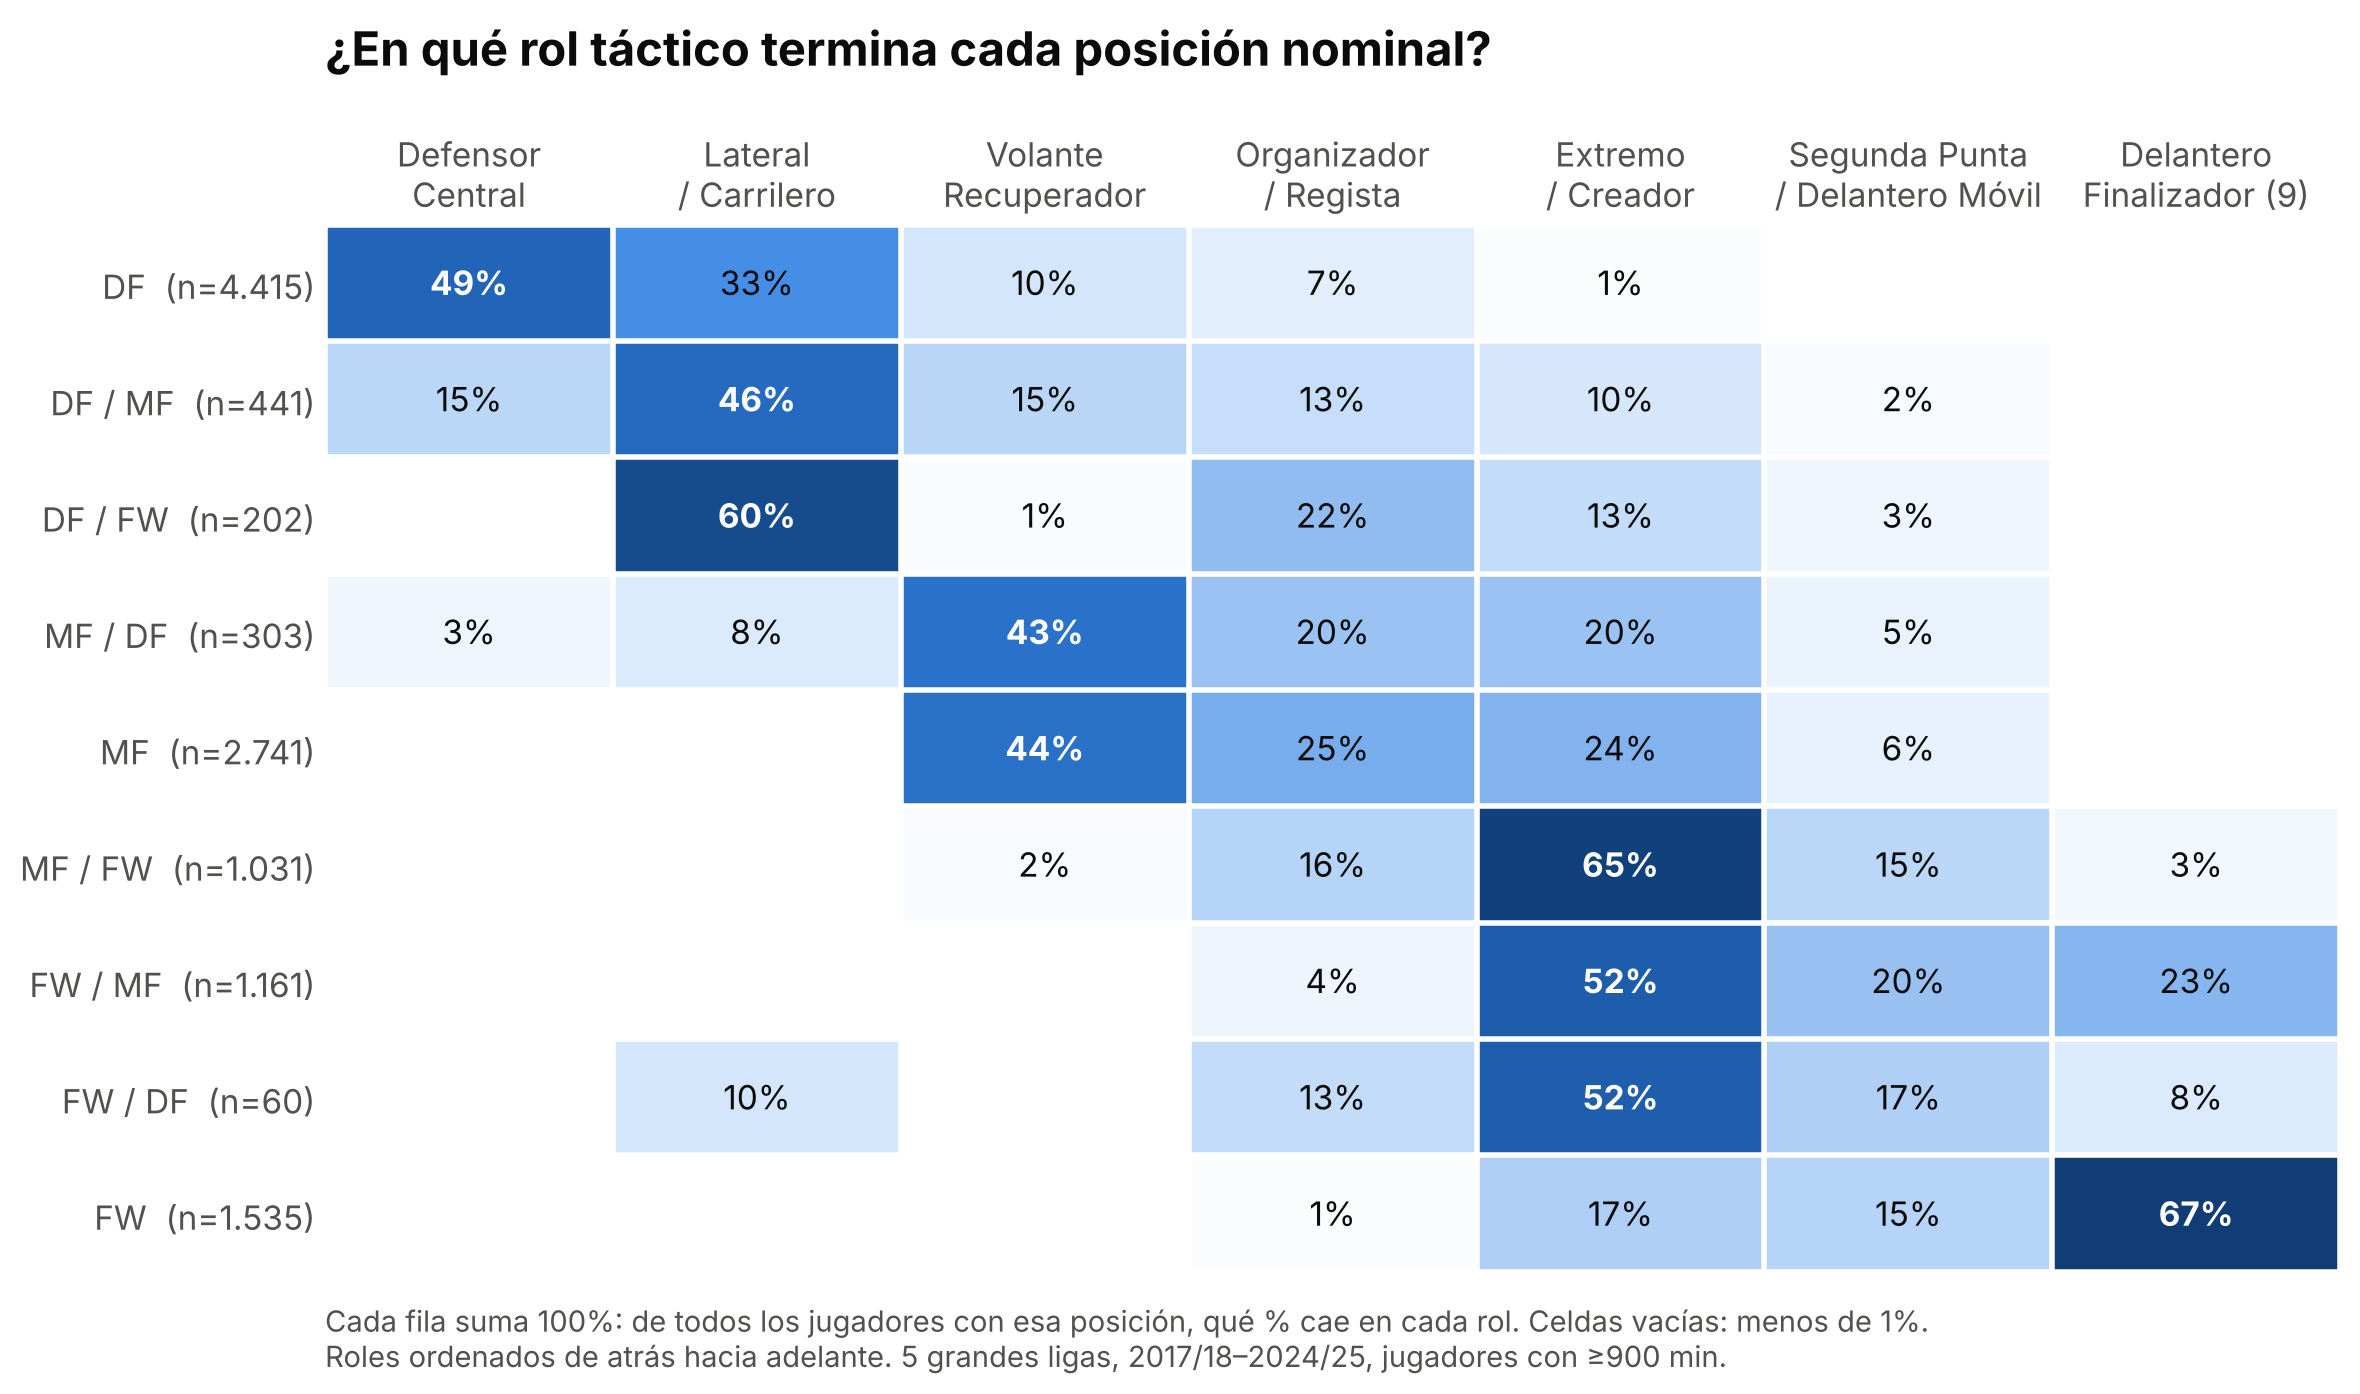 ¿En qué rol táctico termina cada posición nominal?
Defensor Central
Lateral / Carrilero
Volante Recuperador
Organizador / Regista
Extremo / Creador
Segunda Punta / Delantero Móvil
Delantero Finalizador (9)
DF (n=4.415) 49% 33% 10% 7% 1%
DF / MF (n=441) 15% 46% 15% 13% 10% 2%
DF / FW (n=202) 60% 1% 22% 13% 3%
MF / DF (n=303) 3% 8% 43% 20% 20% 5%
MF (n=2.741) 44% 25% 24% 6%
MF / FW (n=1.031) 2% 16% 65% 15% 3%
FW / MF (n=1.161) 4% 52% 20% 23%
FW / DF (n=60) 10% 13% 52% 17% 8%
FW (n=1.535) 1% 17% 15% 67%
Cada fila suma 100%: de todos los jugadores con esa posición, qué % cae en cada rol. Celdas vacías: menos de 1%.
Roles ordenados de atrás hacia adelante. 5 grandes ligas, 2017/18–2024/25, jugadores con ≥900 min.